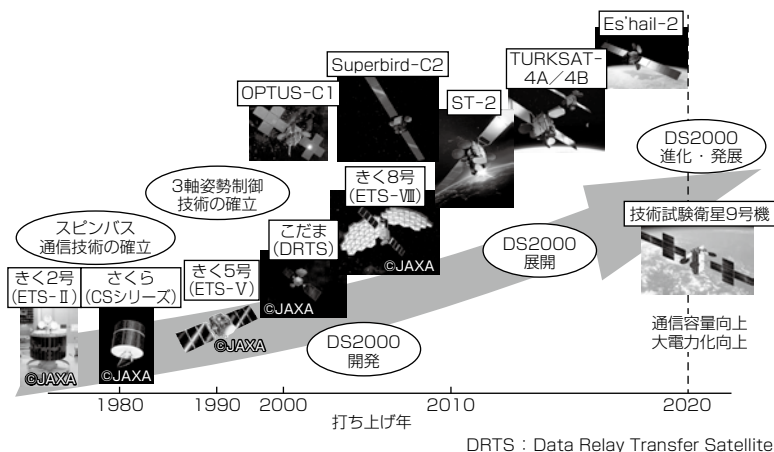 Es'hail-2
Superbird-C2
TURKSAT-
4A／4B
OPTUS-C1
ST-2
DS2000
進化・発展
3軸姿勢制御
技術の確立
きく8号
(ETS-Ⅷ)
©JAXA
スピンバス
通信技術の確立
こだま
(DRTS)
©JAXA
技術試験衛星9号機
DS2000
展開
きく2号
(ETS-Ⅱ)
©JAXA
さくら
(CSシリーズ)
©JAXA
きく5号
(ETS-Ⅴ)
©JAXA
DS2000
開発
通信容量向上
大電力化向上
1980
1990
2000
2010
2020
打ち上げ年
DRTS：Data Relay Transfer Satellite